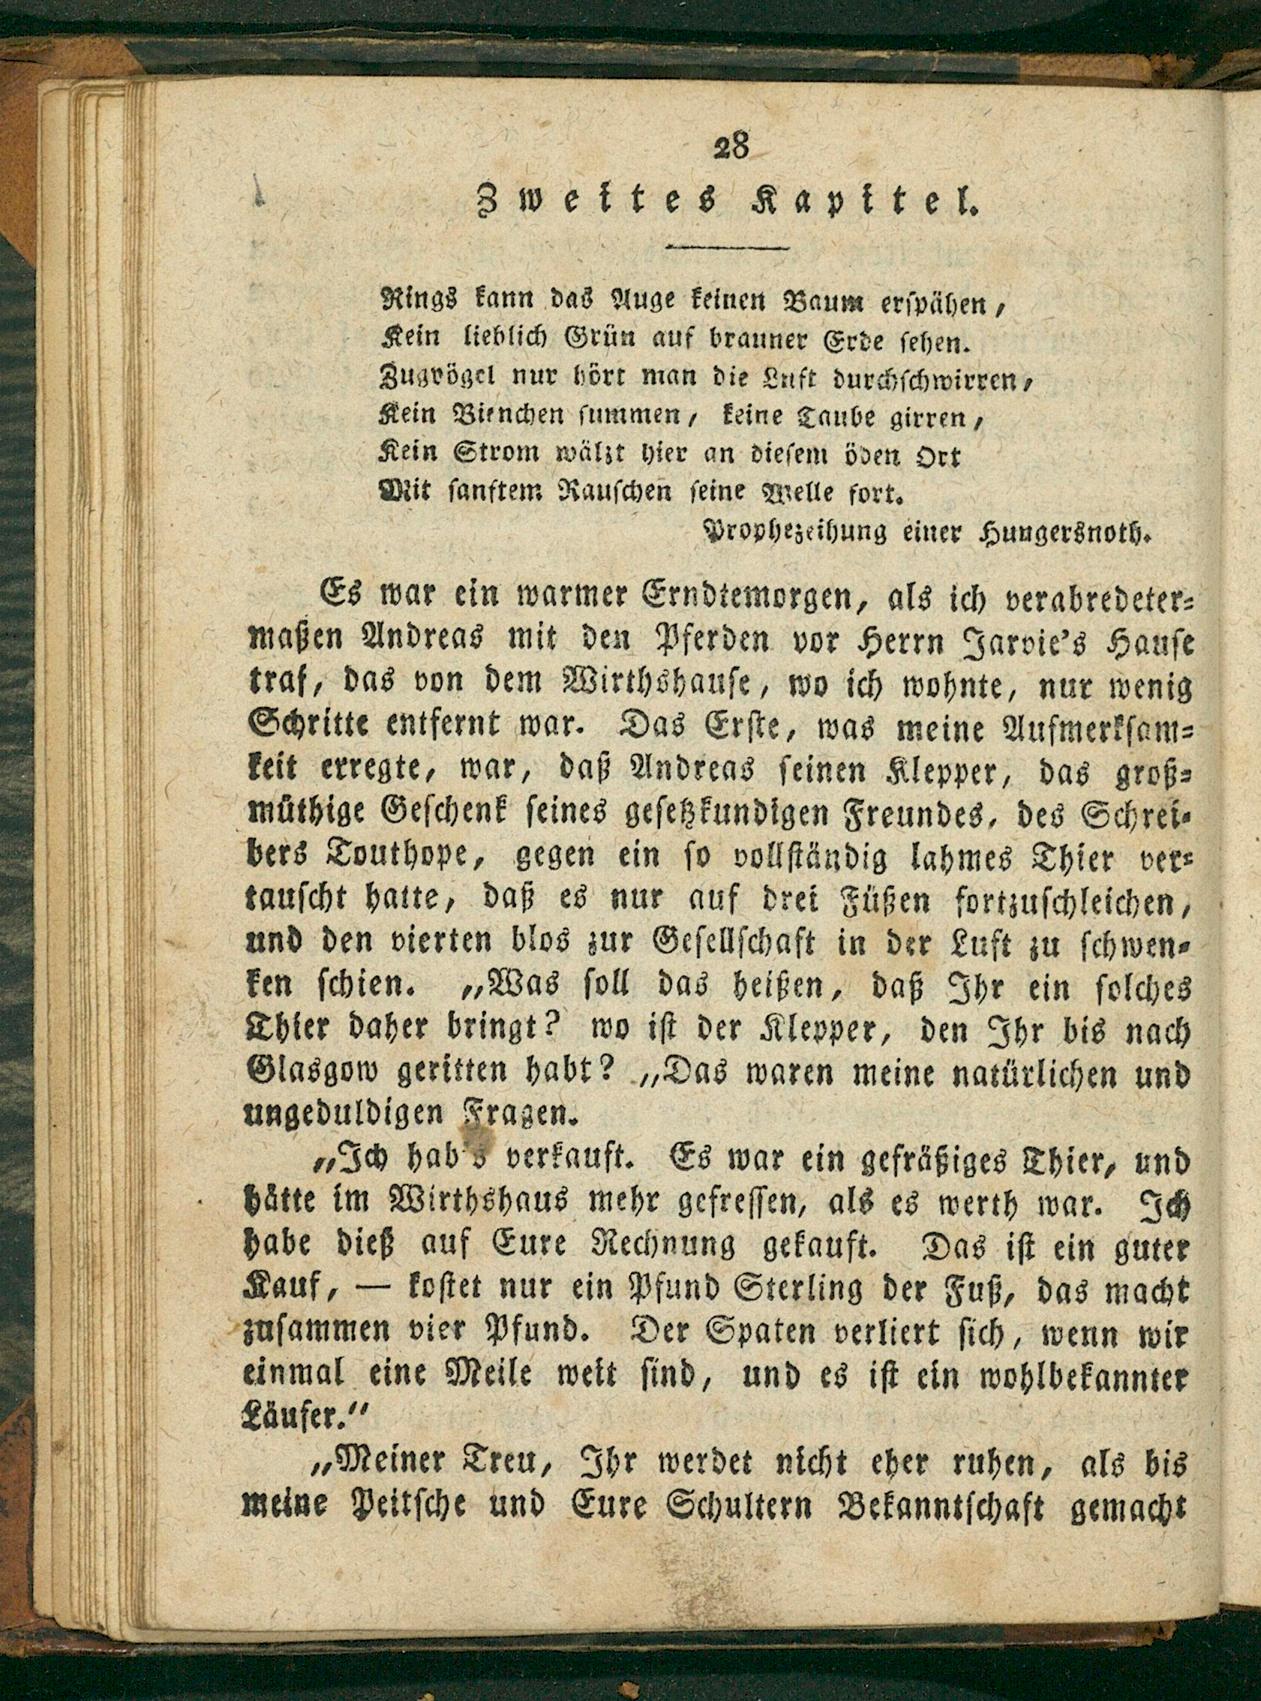 28
Zweites Kapitel.
Rings kann das Auge keinen Baum erspähen,
Kein lieblich Grün auf brauner Erde sehen.
Zugvögel nur hört man die Luft durchschwirren,
Kein Bienchen summen, keine Taube girren,
Kein Strom wälzt hier an diesem öden Ort
Mit sanftem Rauschen seine Welle fort.
Prophezeihung einer Hungersnoth.
Es war ein warmer Erndtemorgen, als ich verabredeter-
maßen Andreas mit den Pferden vor Herrn Jarvie's Hause
traf, das von dem Wirthshause, wo ich wohnte, nur wenig
Schritte entfernt war. Das Erste, was meine Aufmerksam-
keit erregte, war, daß Andreas seinen Klepper, das groß-
müthige Geschenk seines gesetzkundigen Freundes, des Schrei-
bers Touthope, gegen ein so vollständig lahmes Thier ver-
tauscht hatte, daß es nur auf drei Füßen fortzuschleichen,
und den vierten blos zur Gesellschaft in der Luft zu schwen-
ken schien. „Was soll das heißen, daß Ihr ein solches
Thier daher bringt? wo ist der Klepper, den Ihr bis nach
Glasgow geritten habt? „Das waren meine natürlichen und
ungeduldigen Fragen.
„Ich hab's verkauft. Es war ein gefräßiges Thier, und
hätte im Wirthshaus mehr gefressen, als es werth war. Ich
habe dieß auf Eure Rechnung gekauft. Das ist ein guter
Kauf, — kostet nur ein Pfund Sterling der Fuß, das macht
zusammen vier Pfund. Der Spaten verliert sich, wenn wir
einmal eine Meile weit sind, und es ist ein wohlbekannter
Läufer.“
„Meiner Treu, Ihr werdet nicht eher ruhen, als bis
meine Peitsche und Eure Schultern Bekanntschaft gemacht